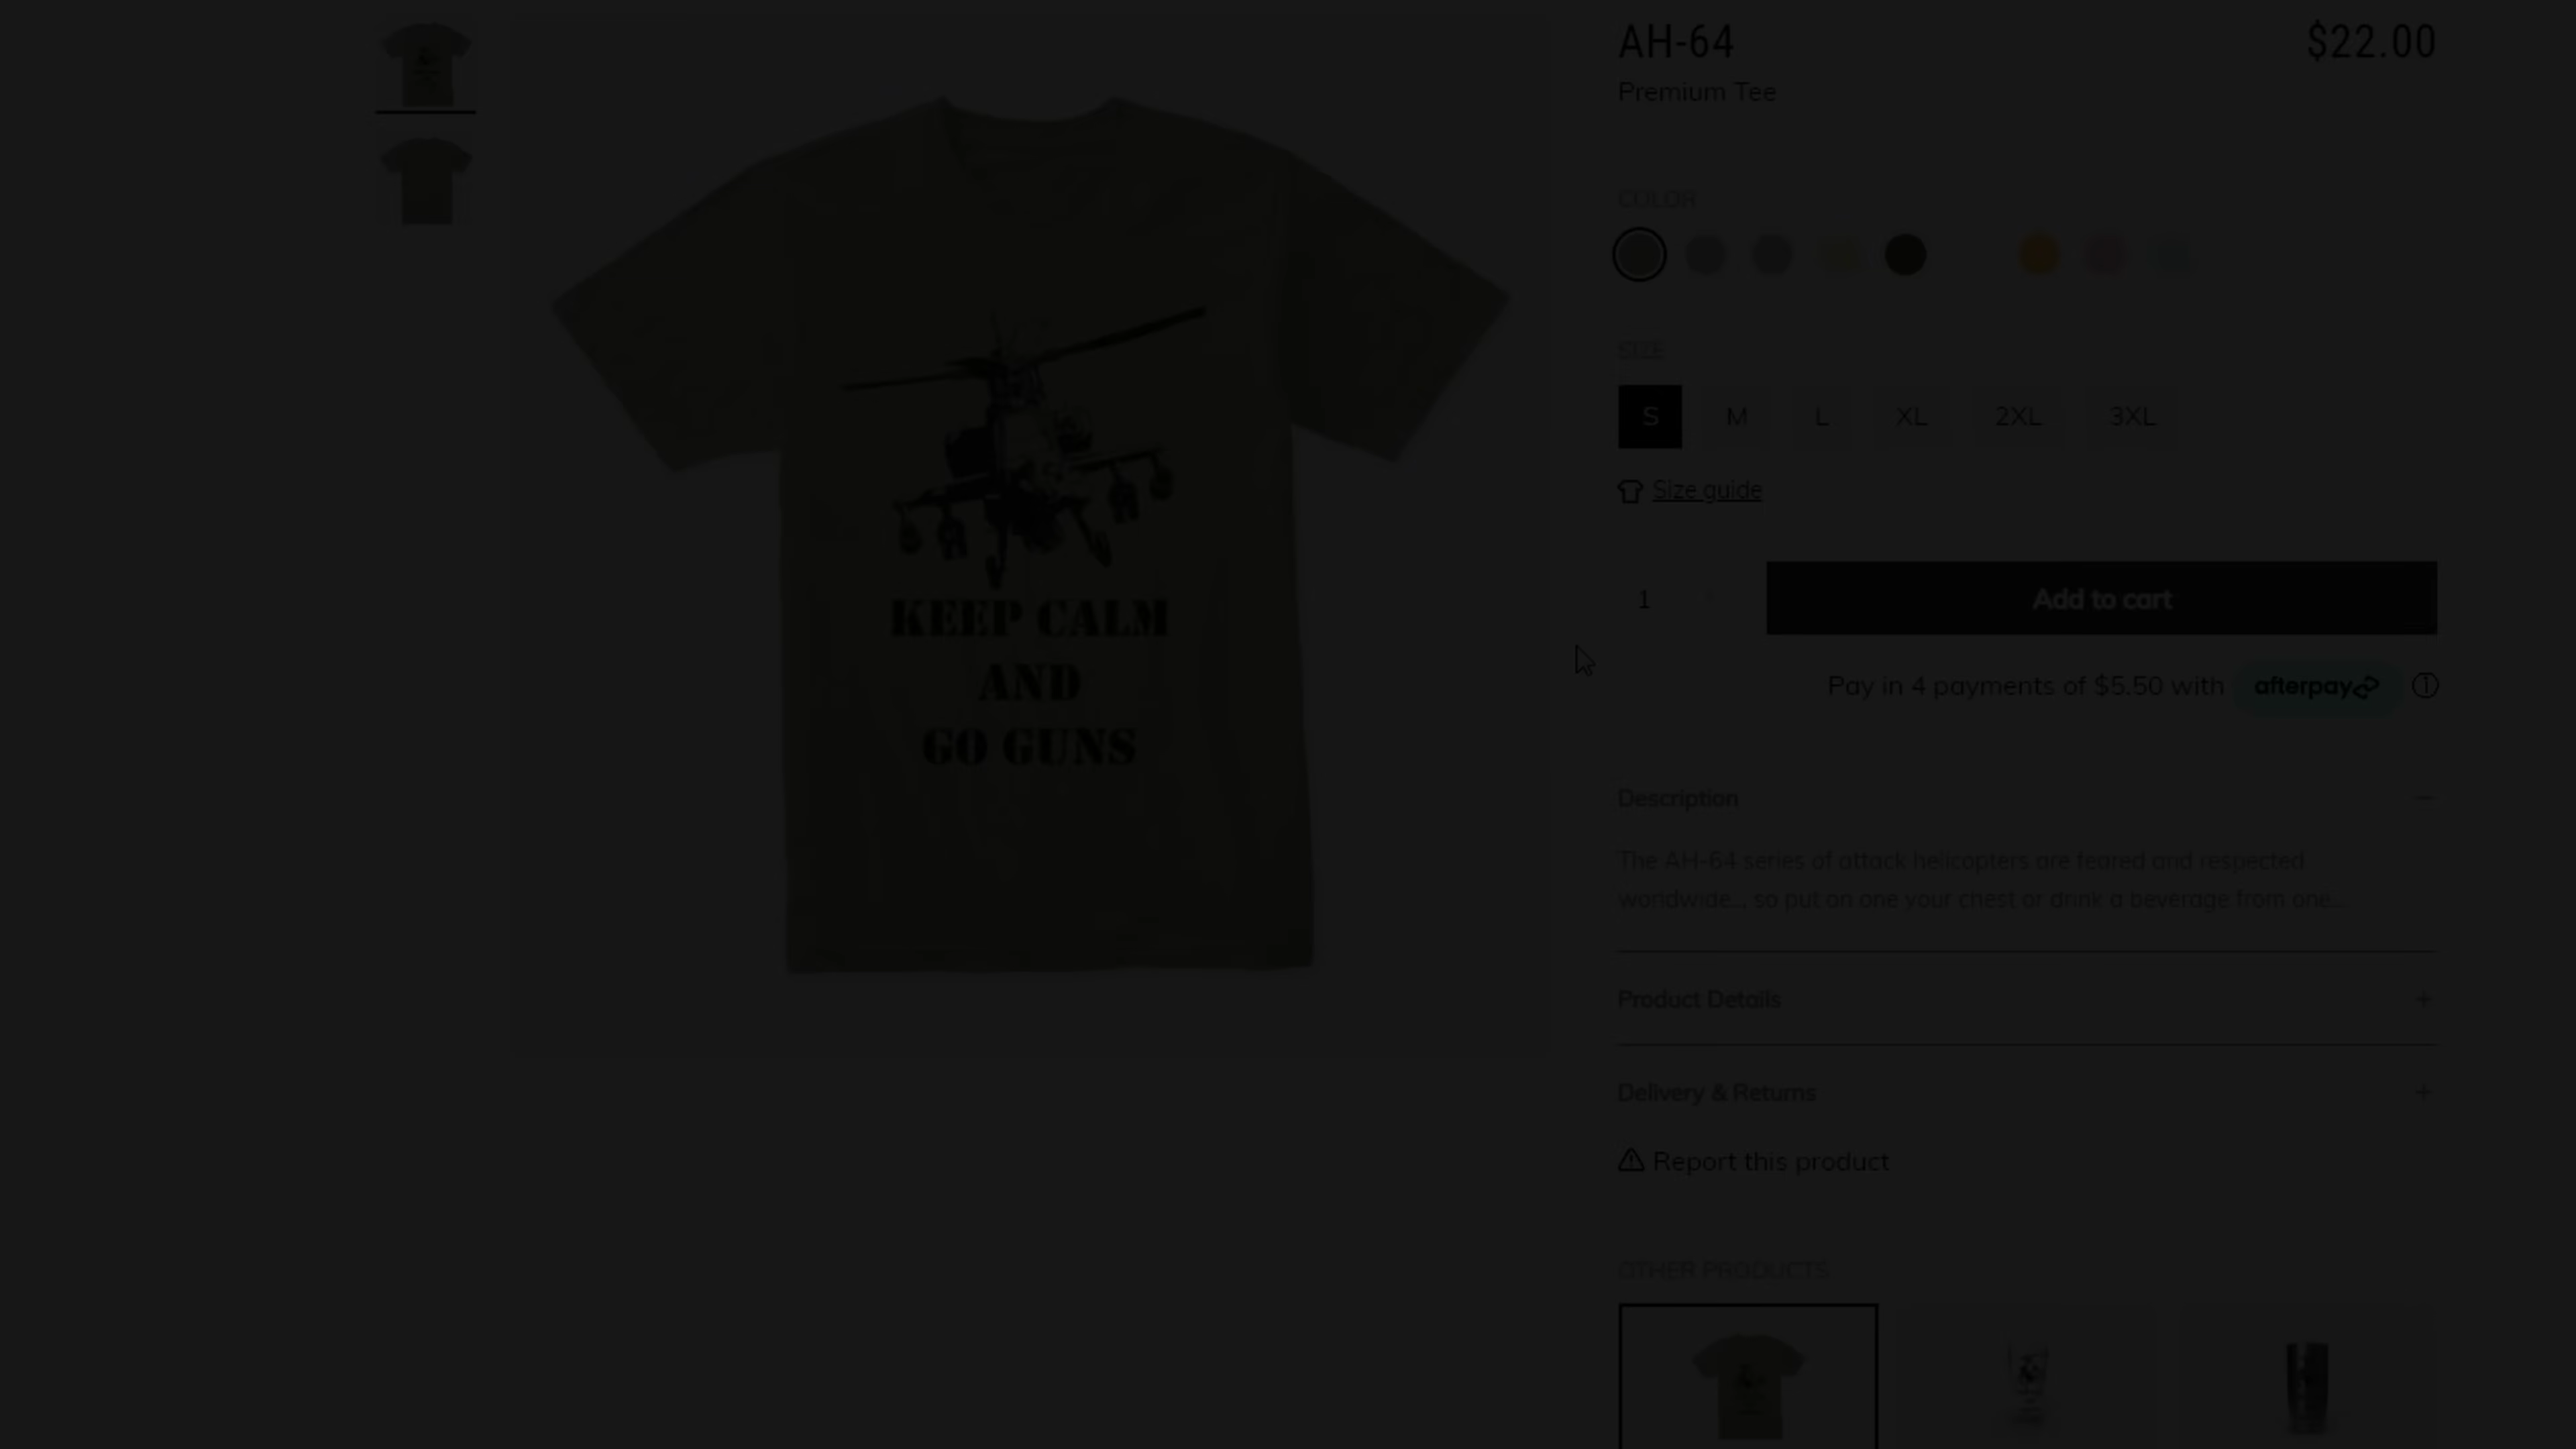 AH-64
$22.00
Premium Tee
COLOR
SIZE
S M L XL 2XL 3XL
Size guide
1
Add to cart
Pay in 4 payments of $5.50 with afterpay
KEEP CALM
AND
GO GUNS
Description
The AH-64 series of attack helicopters are feared and respected
worldwide... so put on one your chest or drink a beverage from one...
Product Details
Delivery & Returns
Report this product
OTHER PRODUCTS